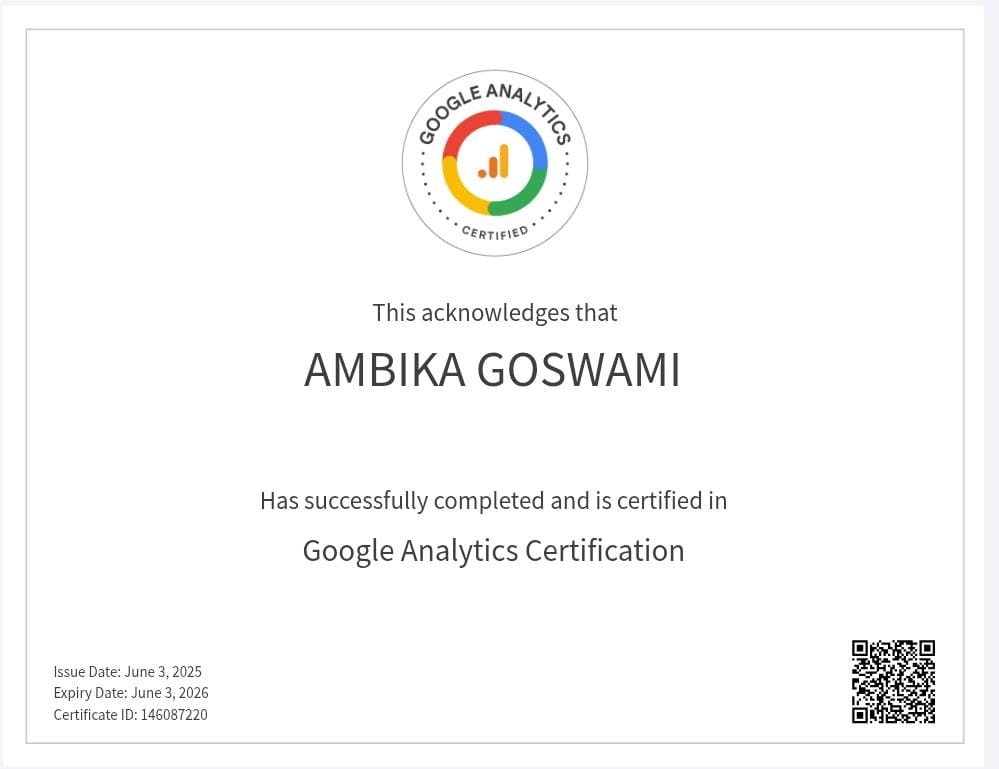 GOOGLE ANALYTICS
CERTIFIED
This acknowledges that
AMBIKA GOSWAMI
Has successfully completed and is certified in
Google Analytics Certification
Issue Date: June 3, 2025
Expiry Date: June 3, 2026
Certificate ID: 146087220